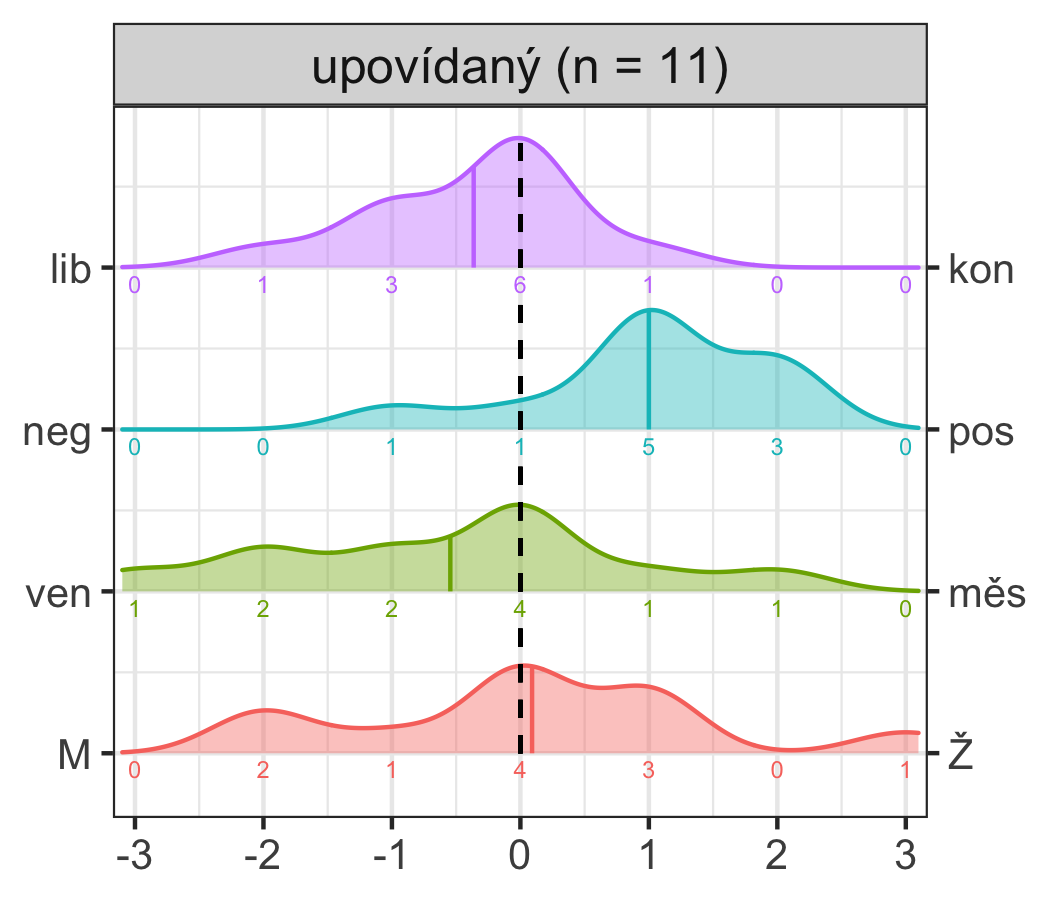 upovídaný (n = 11)
lib kon
0 1 3 6 1 0 0
neg pos
0 0 1 1 5 3 0
ven měs
1 2 2 4 1 1 0
M Ž
0 2 1 4 3 0 1
-3 -2 -1 0 1 2 3